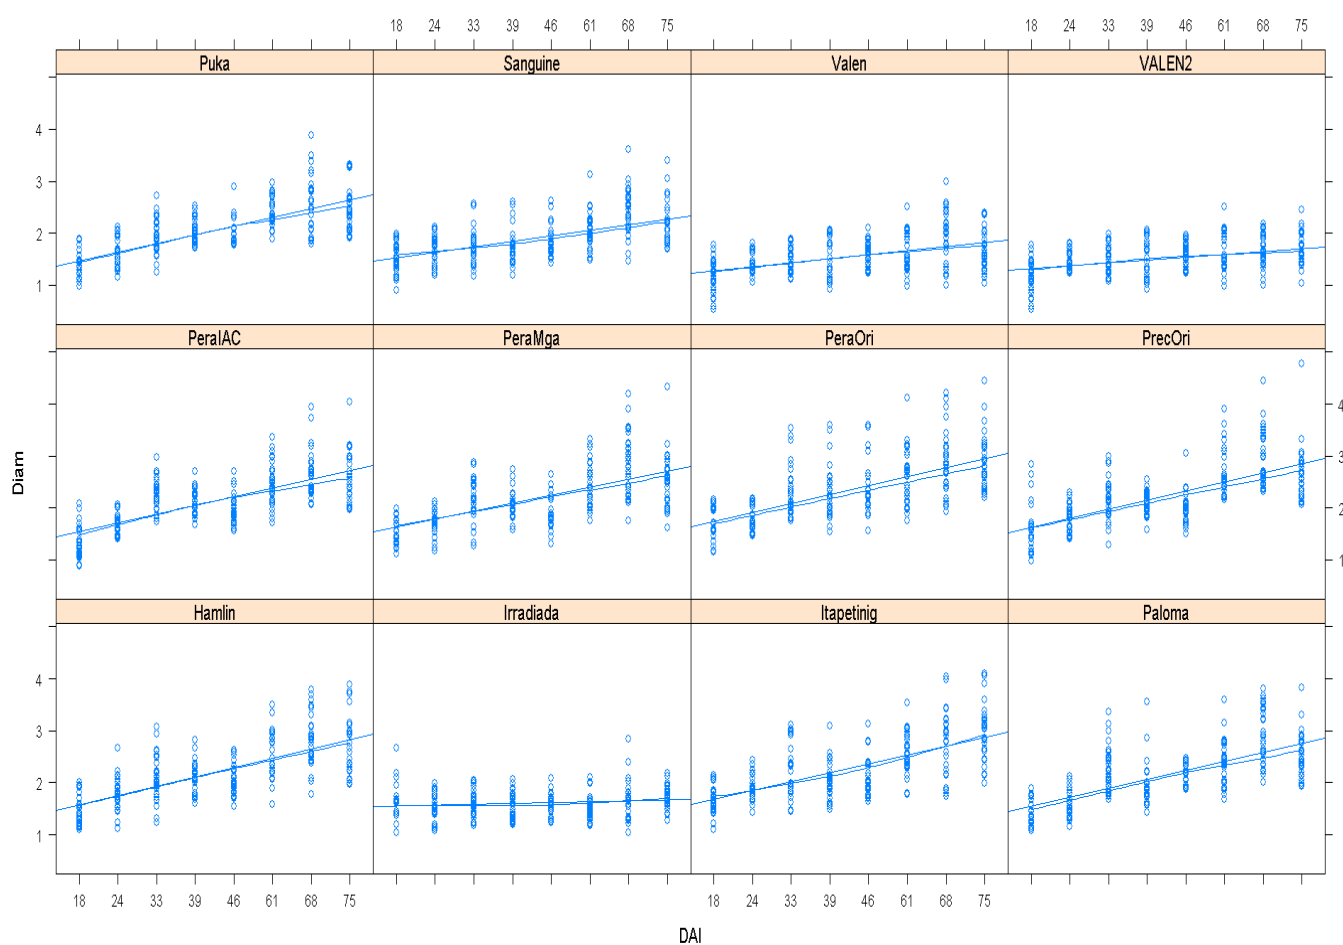 18 24 33 39 46 61 68 75 18 24 33 39 46 61 68 75
Puka Sanguine Valen VALEN2
4
3
2
1
PeraIAC PeraMga PeraOri PrecOri
4
3
2
1
Diam
Hamlin Irradiada Itapetinig Paloma
4
3
2
1
18 24 33 39 46 61 68 75 18 24 33 39 46 61 68 75
DAI